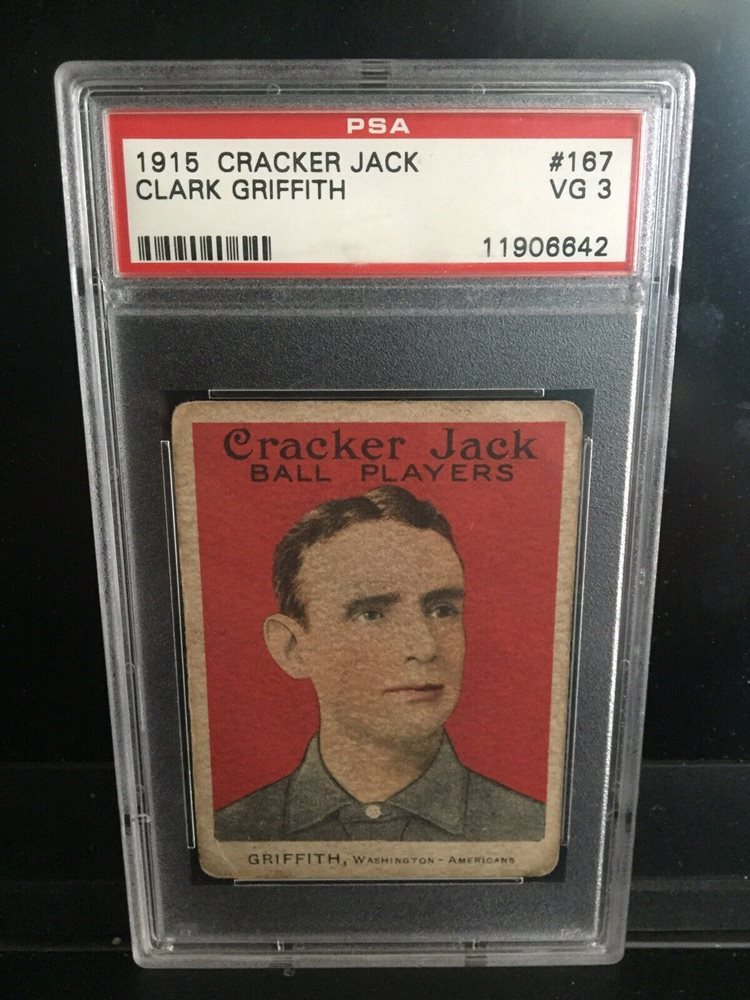 PSA
1915 CRACKER JACK #167
CLARK GRIFFITH VG 3
11906642
Cracker Jack
BALL PLAYERS
GRIFFITH, WASHINGTON - AMERICANS